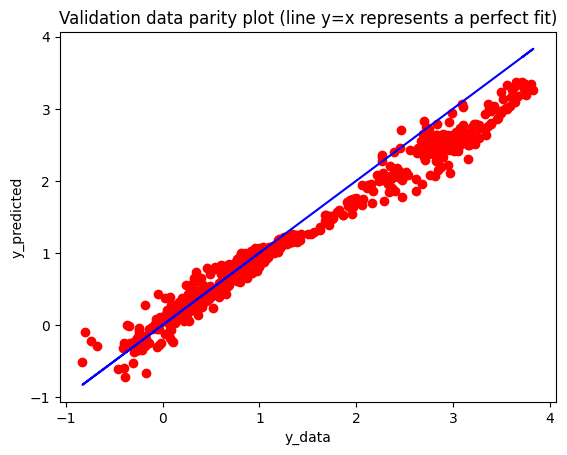 Validation data parity plot (line y=x represents a perfect fit)
4
3
2
1
0
−1
y_predicted
−1 0 1 2 3 4
y_data